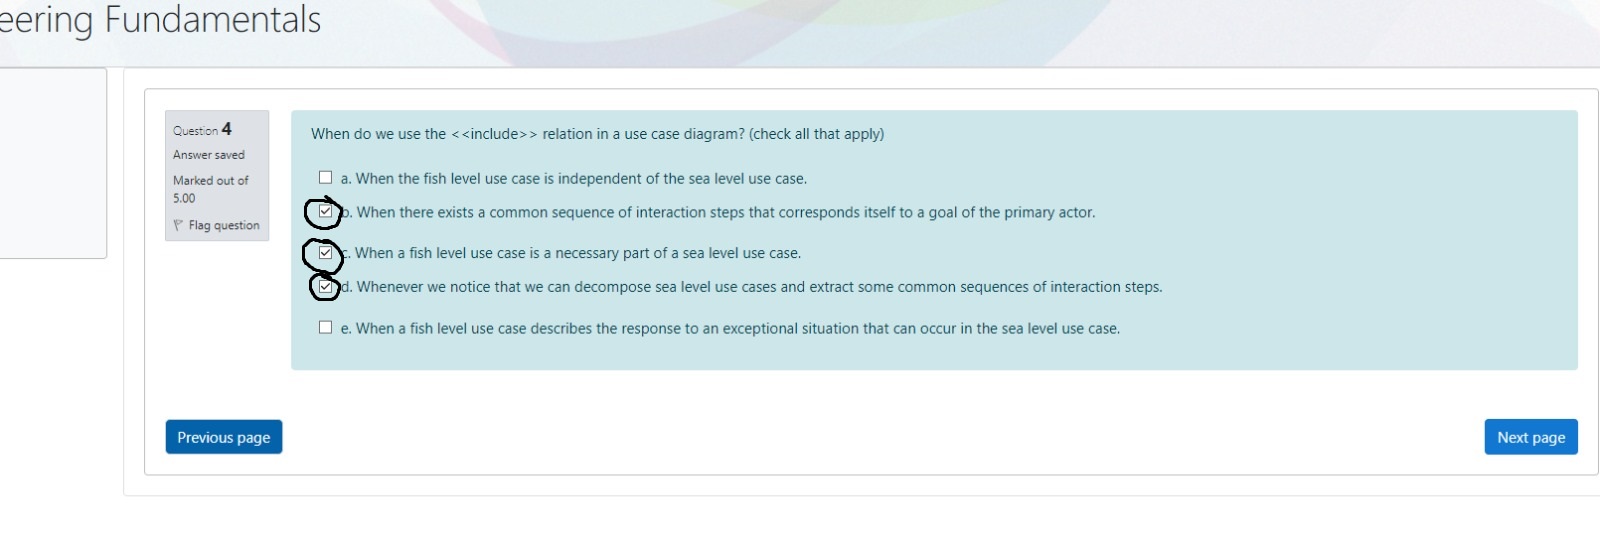 eering Fundamentals
Question 4
Answer saved
Marked out of
5.00
Flag question
When do we use the <<include>> relation in a use case diagram? (check all that apply)
a. When the fish level use case is independent of the sea level use case.
b. When there exists a common sequence of interaction steps that corresponds itself to a goal of the primary actor.
c. When a fish level use case is a necessary part of a sea level use case.
d. Whenever we notice that we can decompose sea level use cases and extract some common sequences of interaction steps.
e. When a fish level use case describes the response to an exceptional situation that can occur in the sea level use case.
Previous page
Next page